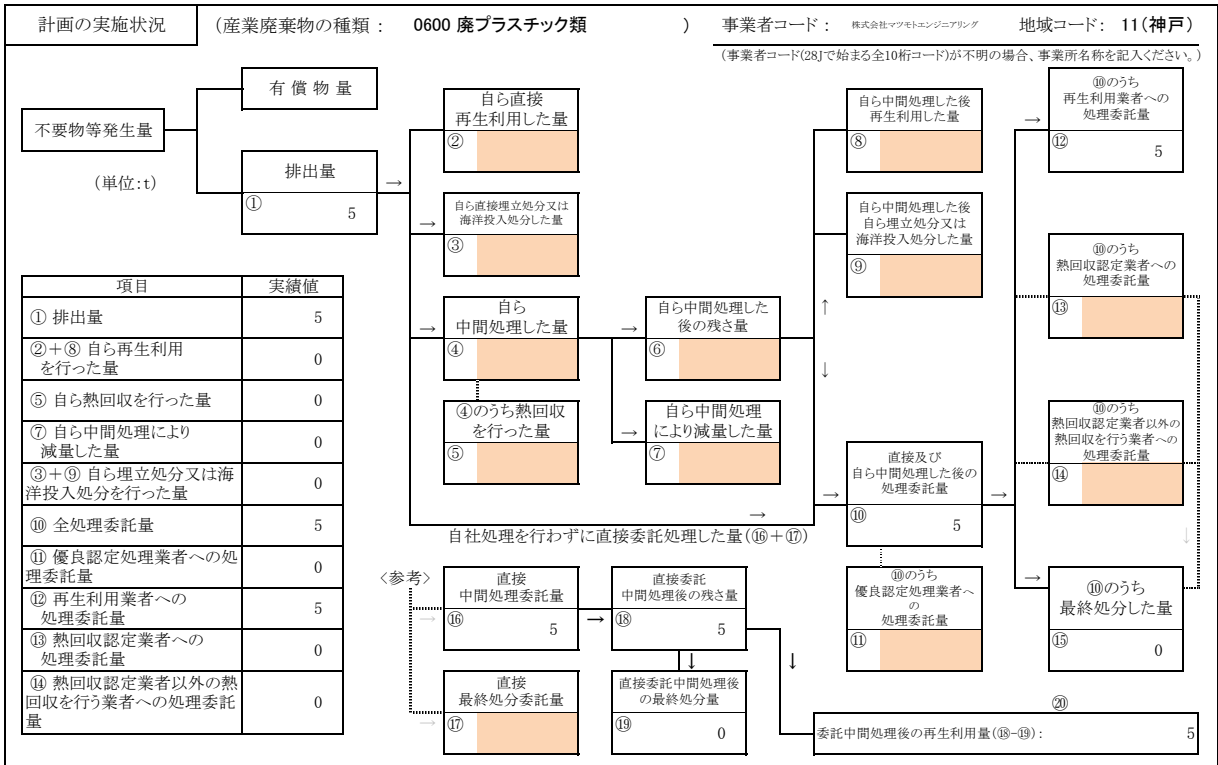 計画の実施状況
(産業廃棄物の種類： 0600 廃プラスチック類 )
事業者コード： 株式会社マツモトエンジニアリング 地域コード： 11(神戸)
(事業者コード(28Jで始まる全10桁コード)が不明の場合、事業所名称を記入ください。)
不要物等発生量
(単位:t)
有償物量
排出量
→
① 5
自ら直接
再生利用した量
②
→
自ら直接埋立処分又は
海洋投入処分した量
③
→
自ら
中間処理した量
④
④のうち熱回収
を行った量
⑤
→
自ら中間処理した
後の残さ量
⑥
→
自ら中間処理
により減量した量
⑦
自ら中間処理した後
再生利用した量
⑧
自ら中間処理した後
自ら埋立処分又は
海洋投入処分した量
⑨
↑
↓
→
直接及び
自ら中間処理した後の
処理委託量
⑩ 5
→
⑩のうち
優良認定処理業者へ
の
処理委託量
⑪
→
⑩のうち
再生利用業者への
処理委託量
⑫ 5
⑩のうち
熱回収認定業者への
処理委託量
⑬
⑩のうち
熱回収認定業者以外の
熱回収を行う業者への
処理委託量
⑭
↓
→
⑩のうち
最終処分した量
⑮ 0
→
自社処理を行わずに直接委託処理した量(⑯+⑰)
項目 実績値
① 排出量 5
②+⑧ 自ら再生利用
を行った量 0
⑤ 自ら熱回収を行った量 0
⑦ 自ら中間処理により
減量した量 0
③+⑨ 自ら埋立処分又は海
洋投入処分を行った量 0
⑩ 全処理委託量 5
⑪ 優良認定処理業者への処
理委託量 0
⑫ 再生利用業者への
処理委託量 5
⑬ 熱回収認定業者への
処理委託量 0
⑭ 熱回収認定業者以外の熱
回収を行う業者への処理委託
量 0
〈参考〉
→
直接
中間処理委託量
⑯ 5
→
直接委託
中間処理後の残さ量
⑱ 5
↓
↓
→
直接
最終処分委託量
⑰
直接委託中間処理後
の最終処分量
⑲ 0
⑳
委託中間処理後の再生利用量(⑱-⑲)： 5